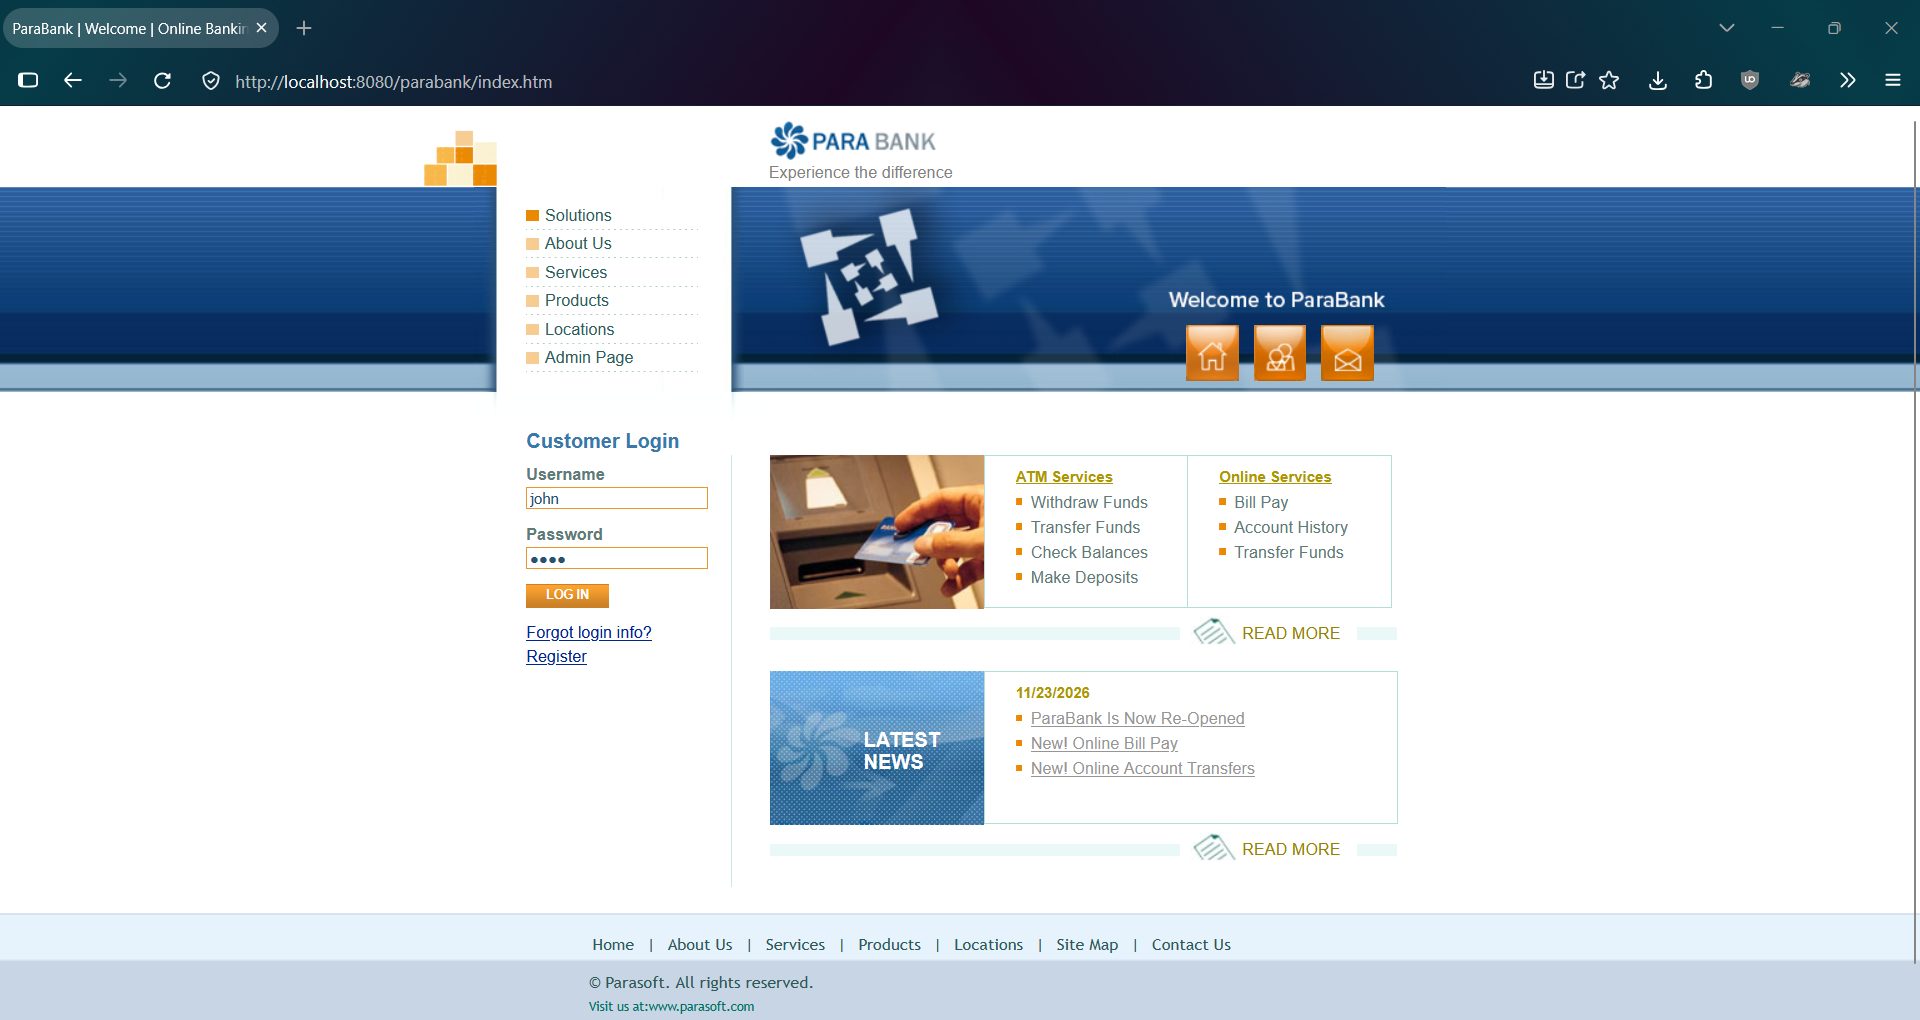 ParaBank | Welcome | Online Bankin
http://localhost:8080/parabank/index.htm
PARA BANK
Experience the difference
Solutions
About Us
Services
Products
Locations
Admin Page
Welcome to ParaBank
Customer Login
Username
john
Password
LOG IN
Forgot login info?
Register
ATM Services
Withdraw Funds
Transfer Funds
Check Balances
Make Deposits
Online Services
Bill Pay
Account History
Transfer Funds
READ MORE
LATEST
NEWS
11/23/2026
ParaBank Is Now Re-Opened
New! Online Bill Pay
New! Online Account Transfers
READ MORE
Home | About Us | Services | Products | Locations | Site Map | Contact Us
© Parasoft. All rights reserved.
Visit us at:www.parasoft.com